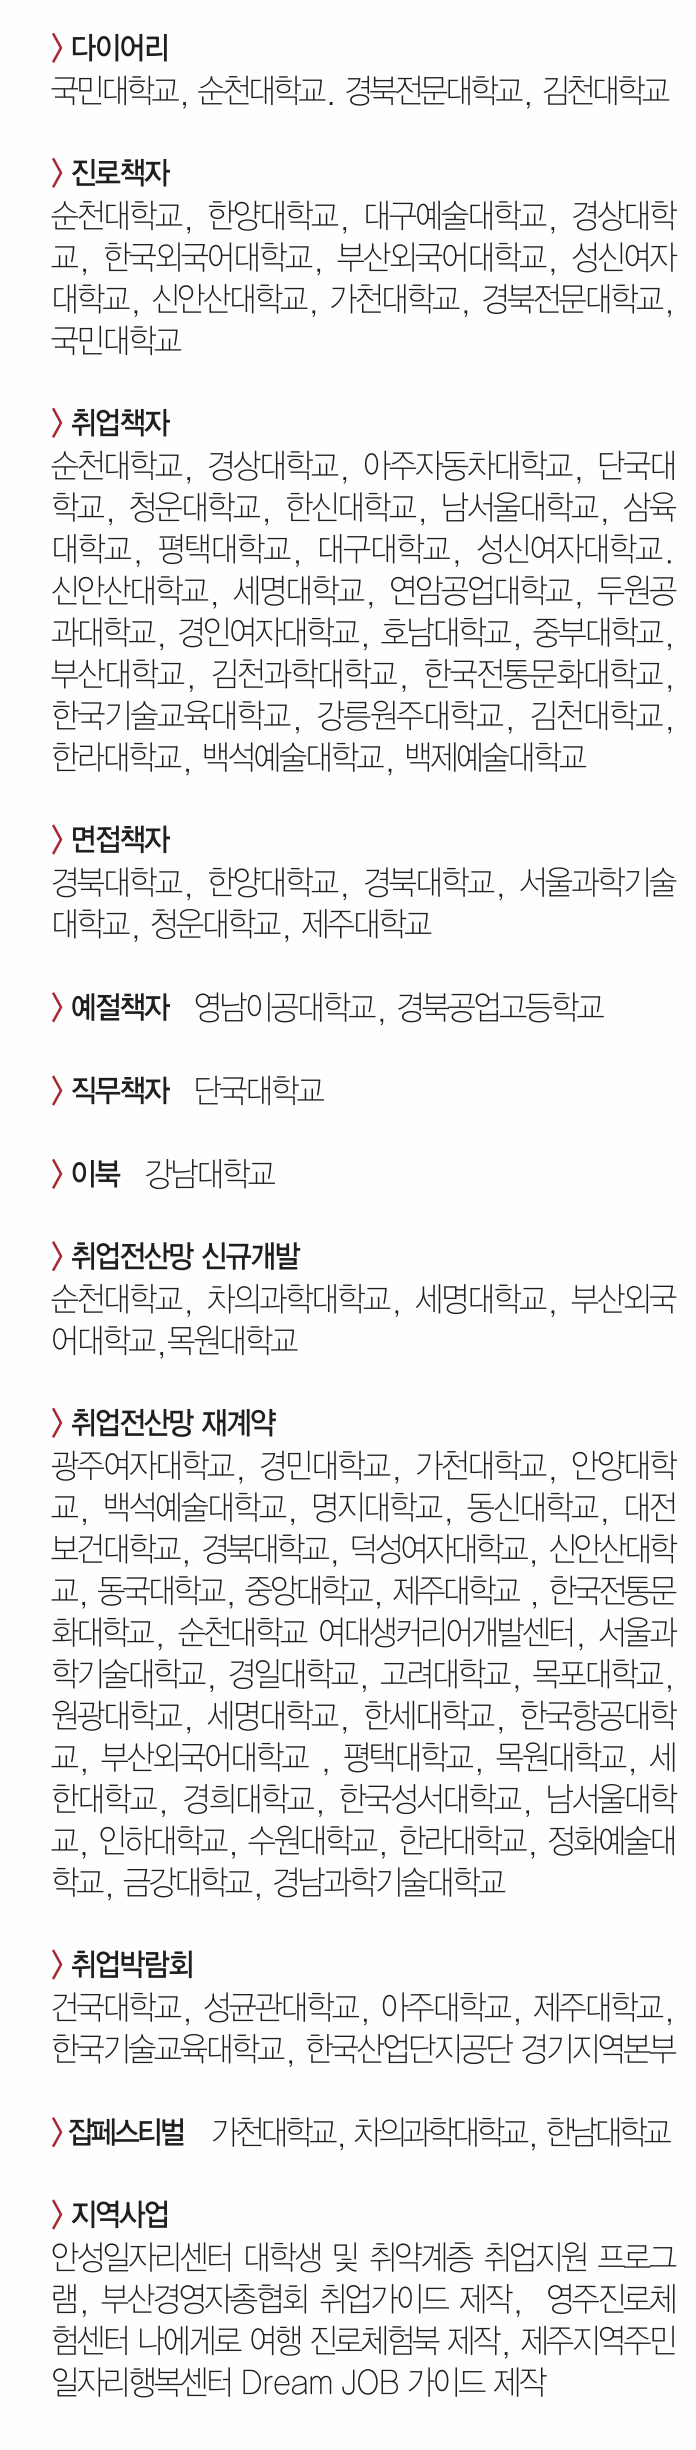 〉다이어리
국민대학교, 순천대학교. 경북전문대학교, 김천대학교
〉진로책자
순천대학교, 한양대학교, 대구예술대학교, 경상대학
교, 한국외국어대학교, 부산외국어대학교, 성신여자
대학교, 신안산대학교, 가천대학교, 경북전문대학교,
국민대학교
〉취업책자
순천대학교, 경상대학교, 아주자동차대학교, 단국대
학교, 청운대학교, 한신대학교, 남서울대학교, 삼육
대학교, 평택대학교, 대구대학교, 성신여자대학교.
신안산대학교, 세명대학교, 연암공업대학교, 두원공
과대학교, 경인여자대학교, 호남대학교, 중부대학교,
부산대학교, 김천과학대학교, 한국전통문화대학교,
한국기술교육대학교, 강릉원주대학교, 김천대학교,
한라대학교, 백석예술대학교, 백제예술대학교
〉면접책자
경북대학교, 한양대학교, 경북대학교, 서울과학기술
대학교, 청운대학교, 제주대학교
〉예절책자 영남이공대학교, 경북공업고등학교
〉직무책자 단국대학교
〉이북 강남대학교
〉취업전산망 신규개발
순천대학교, 차의과학대학교, 세명대학교, 부산외국
어대학교,목원대학교
〉취업전산망 재계약
광주여자대학교, 경민대학교, 가천대학교, 안양대학
교, 백석예술대학교, 명지대학교, 동신대학교, 대전
보건대학교, 경북대학교, 덕성여자대학교, 신안산대학
교, 동국대학교, 중앙대학교, 제주대학교 , 한국전통문
화대학교, 순천대학교 여대생커리어개발센터, 서울과
학기술대학교, 경일대학교, 고려대학교, 목포대학교,
원광대학교, 세명대학교, 한세대학교, 한국항공대학
교, 부산외국어대학교 , 평택대학교, 목원대학교, 세
한대학교, 경희대학교, 한국성서대학교, 남서울대학
교, 인하대학교, 수원대학교, 한라대학교, 정화예술대
학교, 금강대학교, 경남과학기술대학교
〉취업박람회
건국대학교, 성균관대학교, 아주대학교, 제주대학교,
한국기술교육대학교, 한국산업단지공단 경기지역본부
〉잡페스티벌 가천대학교, 차의과학대학교, 한남대학교
〉지역사업
안성일자리센터 대학생 및 취약계층 취업지원 프로그
램, 부산경영자총협회 취업가이드 제작, 영주진로체
험센터 나에게로 여행 진로체험북 제작, 제주지역주민
일자리행복센터 Dream JOB 가이드 제작